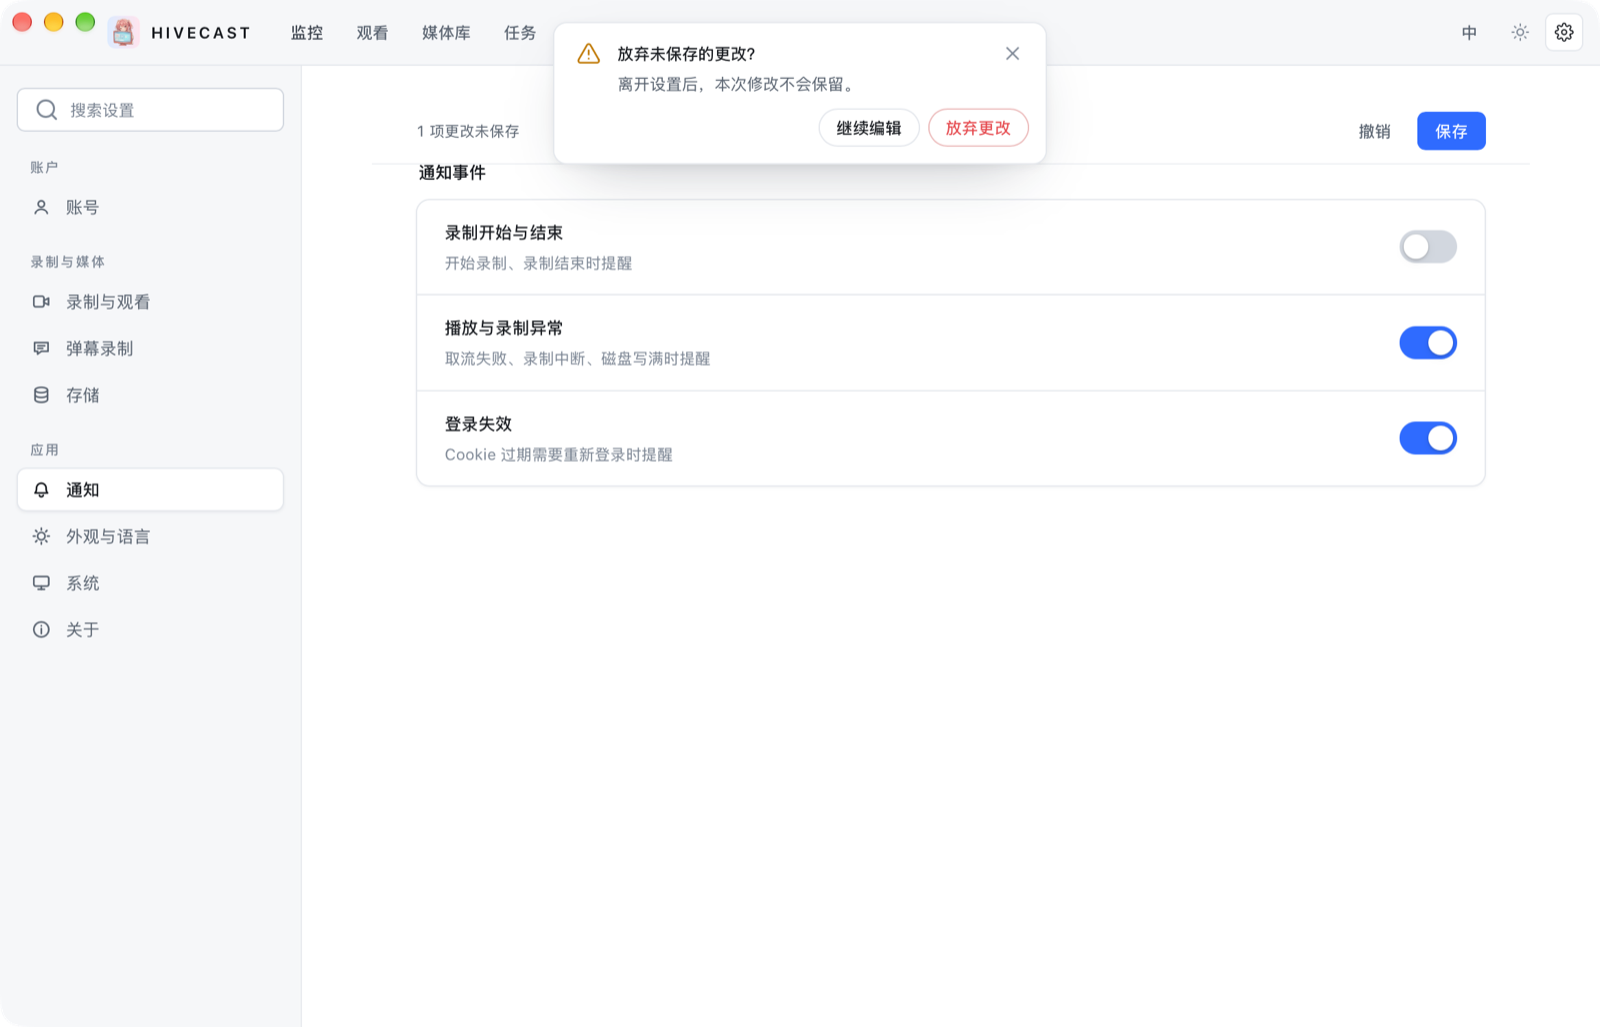 HIVECAST
监控
观看
媒体库
任务
中
放弃未保存的更改?
离开设置后，本次修改不会保留。
继续编辑
放弃更改
搜索设置
账户
账号
录制与媒体
录制与观看
弹幕录制
存储
应用
通知
外观与语言
系统
关于
1 项更改未保存
撤销
保存
通知事件
录制开始与结束
开始录制、录制结束时提醒
播放与录制异常
取流失败、录制中断、磁盘写满时提醒
登录失效
Cookie 过期需要重新登录时提醒